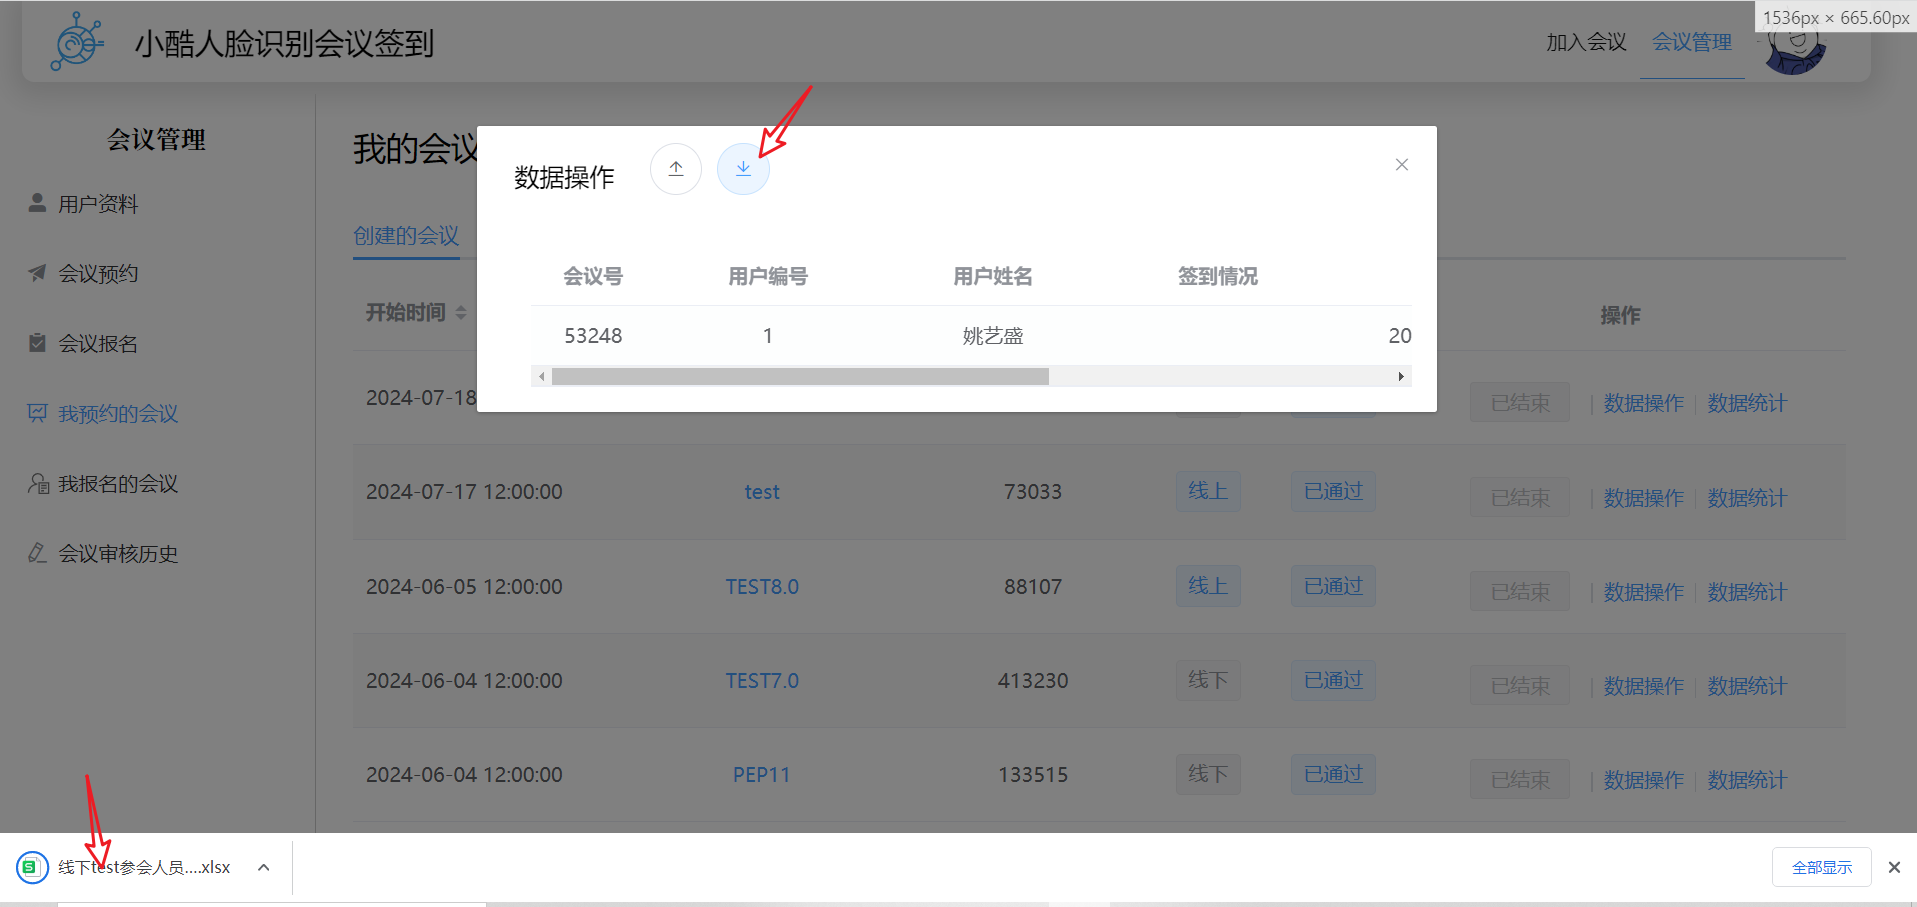 1536px × 665.60px
小酷人脸识别会议签到
加入会议 会议管理
会议管理
用户资料
会议预约
会议报名
我预约的会议
我报名的会议
会议审核历史
我的会议
创建的会议
数据操作
会议号 用户编号 用户姓名 签到情况
53248 1 姚艺盛 20
开始时间 操作
2024-07-18 已结束 数据操作 数据统计
2024-07-17 12:00:00 test 73033 线上 已通过 已结束 数据操作 数据统计
2024-06-05 12:00:00 TEST8.0 88107 线上 已通过 已结束 数据操作 数据统计
2024-06-04 12:00:00 TEST7.0 413230 线下 已通过 已结束 数据操作 数据统计
2024-06-04 12:00:00 PEP11 133515 线下 已通过 已结束 数据操作 数据统计
线下test参会人员....xlsx
全部显示